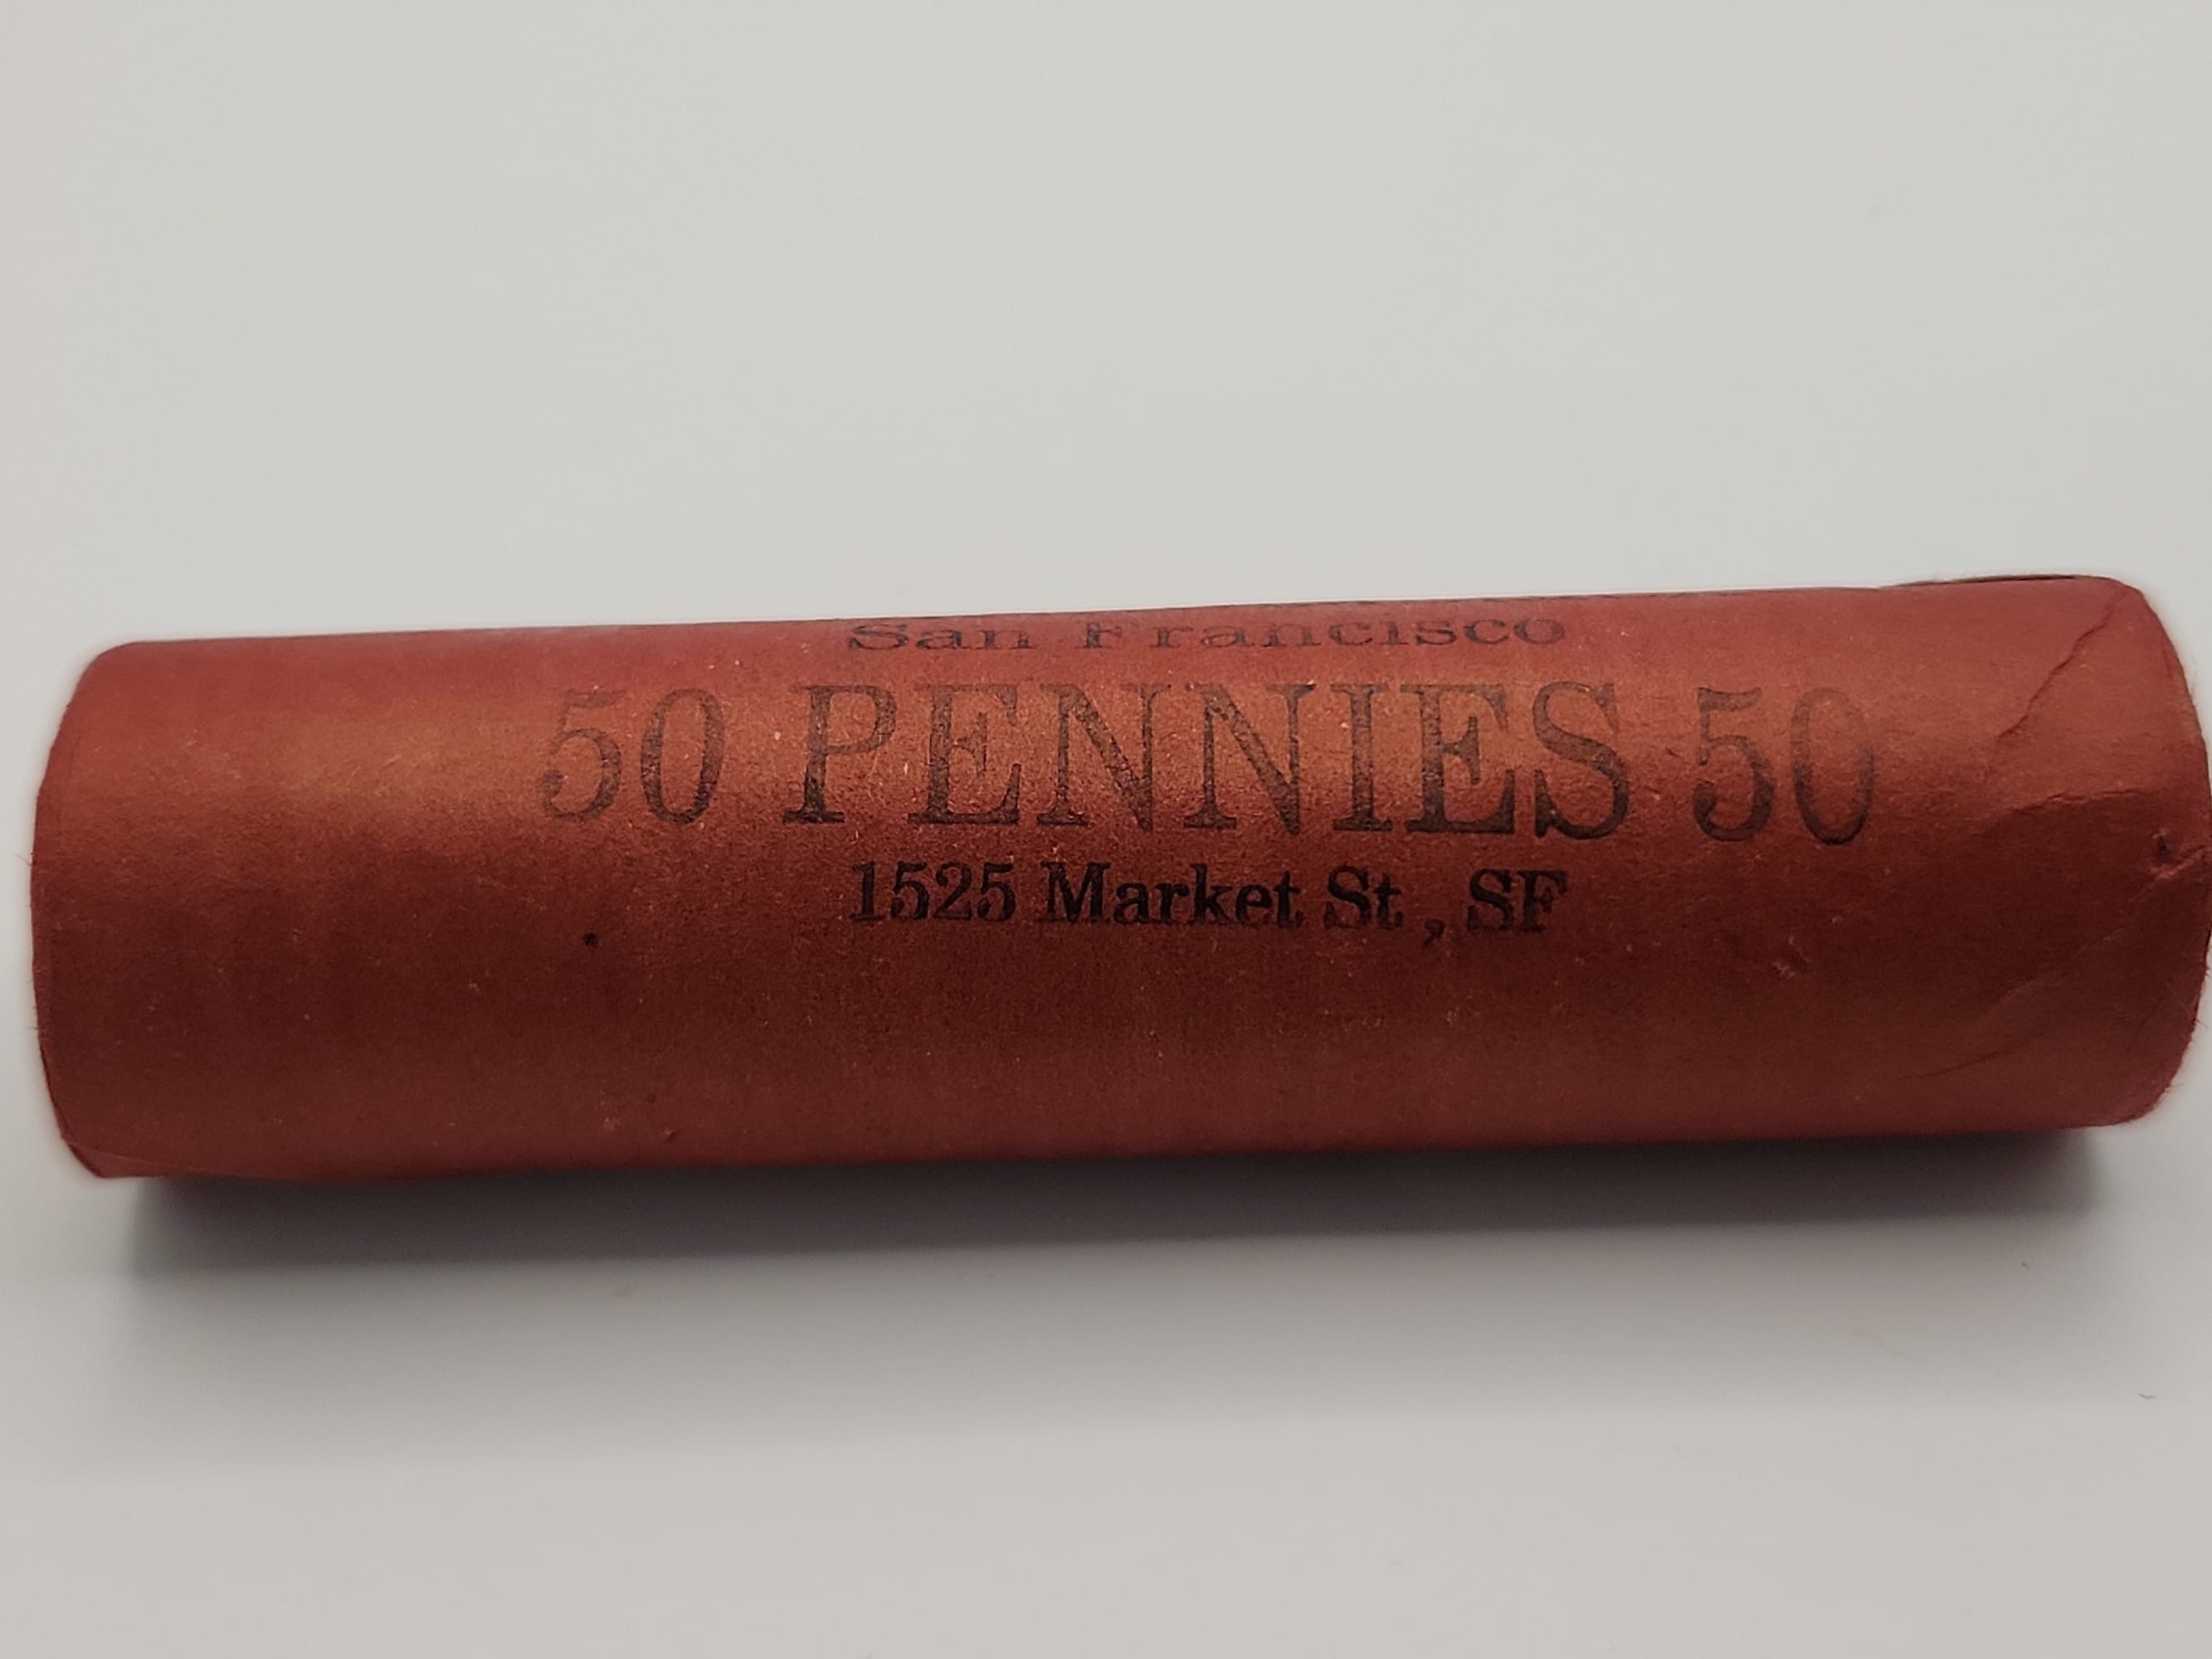 San Francisco
50 PENNIES 50
1525 Market St , SF